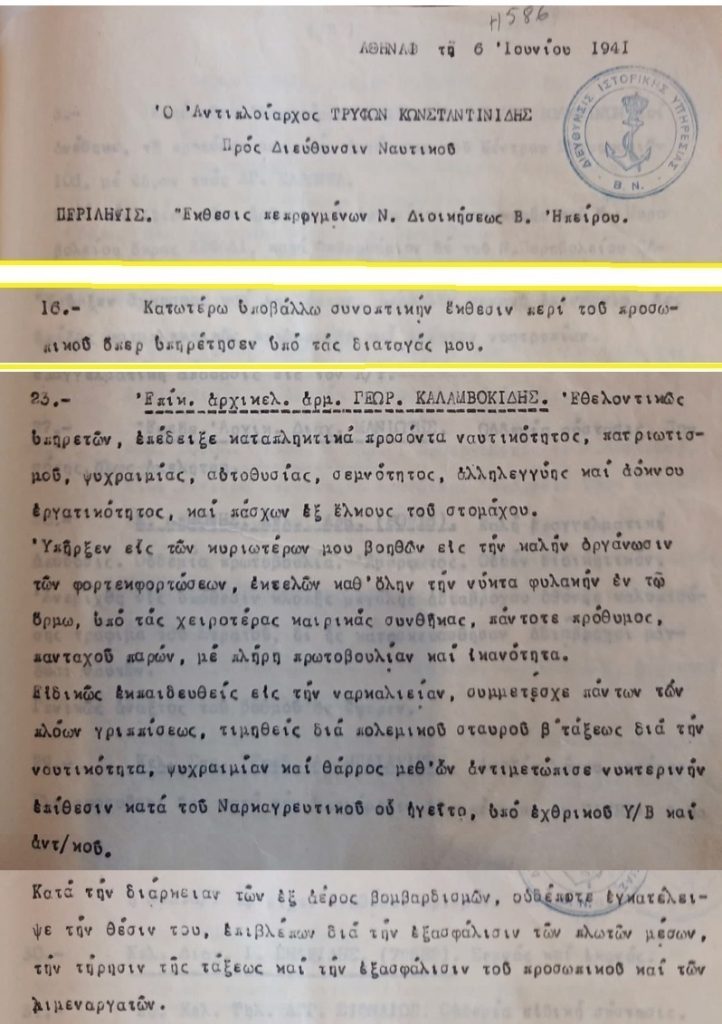 Η586
ΑΘΗΝΑΙ τῇ 6 Ἰουνίου 1941
ΔΙΕΥΘΥΝΣΙΣ ΙΣΤΟΡΙΚΗΣ ΥΠΗΡΕΣΙΑΣ
Β.Ν.
Ὁ Ἀντιπλοίαρχος ΤΡΥΦΩΝ ΚΩΝΣΤΑΝΤΙΝΙΔΗΣ
Πρός Διεύθυνσιν Ναυτικοῦ
ΠΕΡΙΛΗΨΙΣ. Ἔκθεσις πεπραγμένων Ν. Διοικήσεως Β. Ἠπείρου.
16.- Κατωτέρω ὑποβάλλω συνοπτικήν ἔκθεσιν περί τοῦ προσω-
πικοῦ ὅπερ ὑπηρέτησεν ὑπό τάς διαταγάς μου.
23.- Ἐπίκ. ἀρχικελ. ἀρμ. ΓΕΩΡ. ΚΑΛΑΜΒΟΚΙΔΗΣ. Ἐθελοντικῶς
ὑπηρετῶν, ἐπέδειξε καταπληκτικά προσόντα ναυτικότητος, πατριωτισ-
μοῦ, ψυχραιμίας, αὐτοθυσίας, σεμνότητος, ἀλληλεγγύης καί ἀόκνου
ἐργατικότητος, καί πάσχων ἐξ ἕλκους τοῦ στομάχου.
Ὑπῆρξεν εἷς τῶν κυριωτέρων μου βοηθῶν εἰς τήν καλήν ὀργάνωσιν
τῶν φορτεκφορτώσεων, ἐκτελῶν καθ'ὅλην τήν νύκτα φυλακήν ἐν τῷ
ὅρμῳ, ὑπό τάς χειροτέρας καιρικάς συνθήκας, πάντοτε πρόθυμος,
πανταχοῦ παρών, μέ πλήρη πρωτοβουλίαν καί ἱκανότητα.
Εἰδικῶς ἐκπαιδευθείς εἰς τήν ναρκαλιείαν, συμμετέσχε πάντων τῶν
πλόων γριππίσεως, τιμηθείς διά πολεμικοῦ σταυροῦ β'τάξεως διά τήν
ναυτικότητα, ψυχραιμίαν καί θάρρος μεθ'ὧν ἀντιμετώπισε νυκτερινήν
ἐπίθεσιν κατά τοῦ Ναρκαγρευτικοῦ οὗ ἡγεῖτο, ὑπό ἐχθρικοῦ Υ/Β καί
ἀντ/κοῦ.
Κατά τήν διάρκειαν τῶν ἐξ ἀέρος βομβαρδισμῶν, οὐδέποτε ἐγκατέλει-
ψε τήν θέσιν του, ἐπιβλέπων διά τήν ἐξασφάλισιν τῶν πλωτῶν μέσων,
τήν τήρησιν τῆς τάξεως καί τήν ἐξασφάλισιν τοῦ προσωπικοῦ καί τῶν
λιμενεργατῶν.